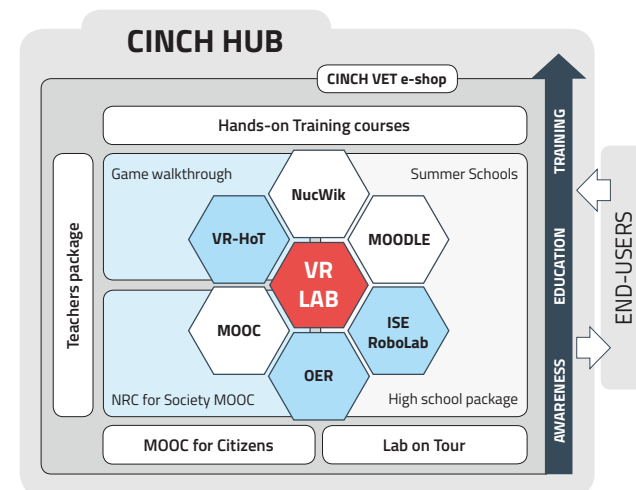 CINCH HUB
CINCH VET e-shop
Hands-on Training courses
Teachers package
Game walkthrough
Summer Schools
NucWik
VR-HoT
MOODLE
VR
LAB
MOOC
ISE
RoboLab
OER
NRC for Society MOOC
High school package
MOOC for Citizens
Lab on Tour
TRAINING
EDUCATION
AWARENESS
END-USERS